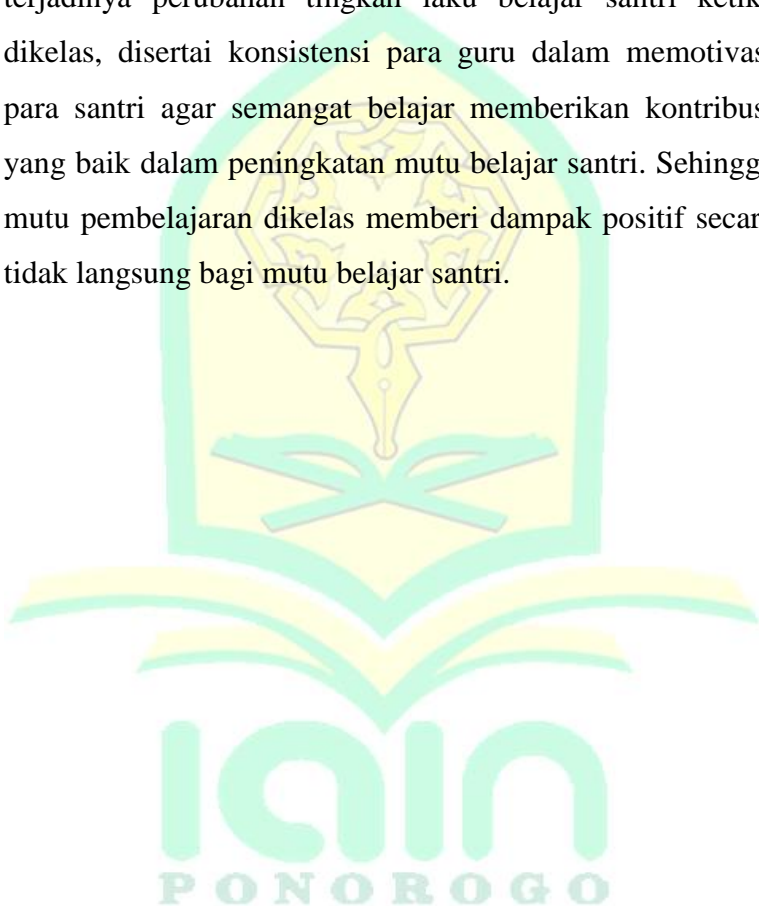 terjadinya perubahan tingkah laku belajar santri ketik
dikelas, disertai konsistensi para guru dalam memotivas
para santri agar semangat belajar memberikan kontribus
yang baik dalam peningkatan mutu belajar santri. Sehingg
mutu pembelajaran dikelas memberi dampak positif secar
tidak langsung bagi mutu belajar santri.
iain
PONOROGO